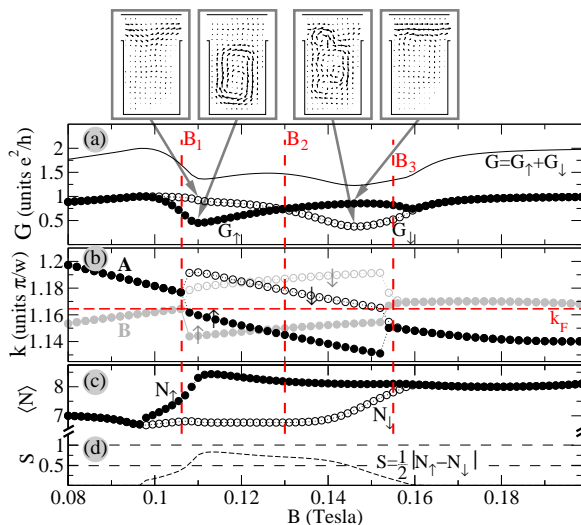 (a)
B₁
B₂
B₃
G (units e²/h)
2
1.5
1
0.5
0
G=G↑+G↓
G↑
G↓
(b)
k (units π/w)
1.2
1.18
1.16
1.14
A
B
↑
↑
↓
↓
k_F
(c)
⟨N⟩
8
7
N↑
N↓
(d)
S
1
0.5
S=½|N↑−N↓|
0.08 0.1 0.12 0.14 0.16 0.18
B (Tesla)